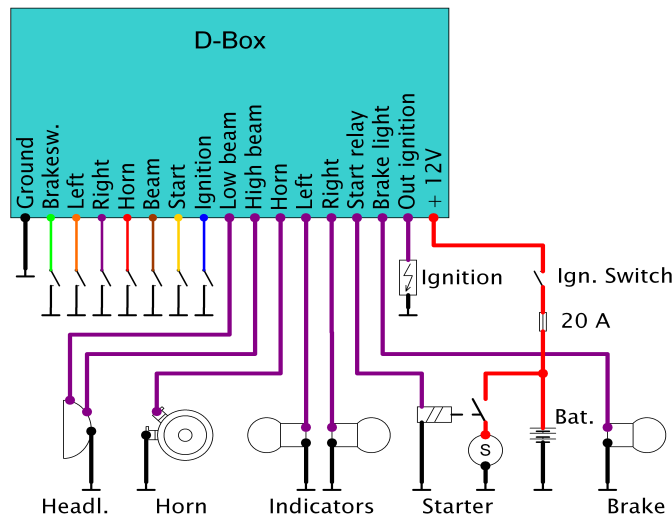 D-Box
Ground
Brakesw.
Left
Right
Horn
Beam
Start
Ignition
Low beam
High beam
Horn
Left
Right
Start relay
Brake light
Out ignition
+ 12V
Ignition
Ign. Switch
20 A
Bat.
S
Headl.
Horn
Indicators
Starter
Brake